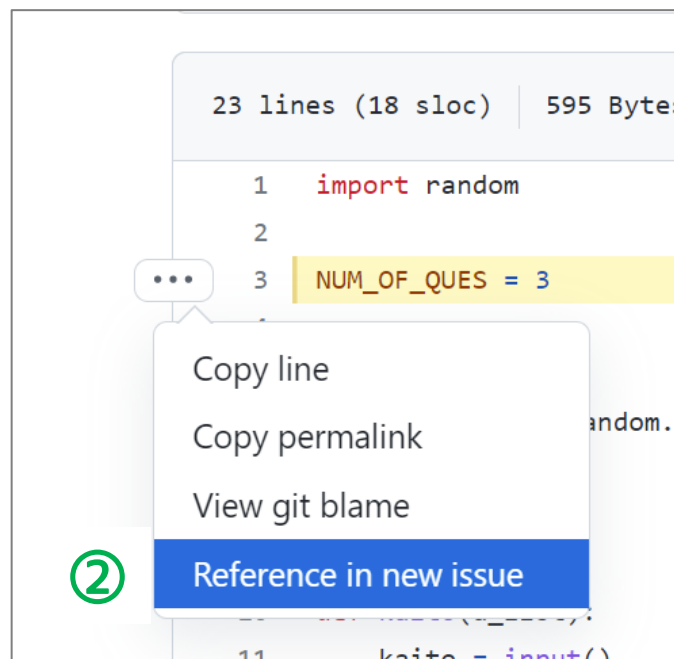 23 lines (18 sloc) 595 Bytes
1 import random
2
3 NUM_OF_QUES = 3
Copy line
Copy permalink
andom.
View git blame
② Reference in new issue
11 kaito = input()